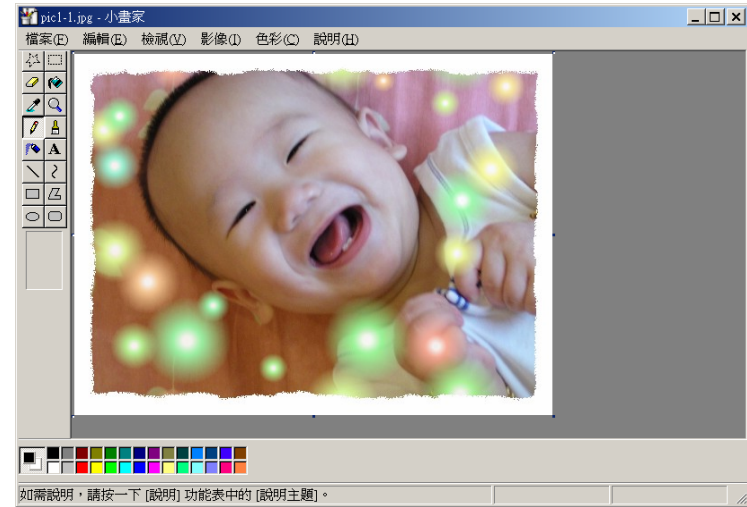 pic1-1.jpg - 小畫家
檔案(F) 編輯(E) 檢視(V) 影像(I) 色彩(C) 說明(H)
A
如需說明，請按一下 [說明] 功能表中的 [說明主題]。